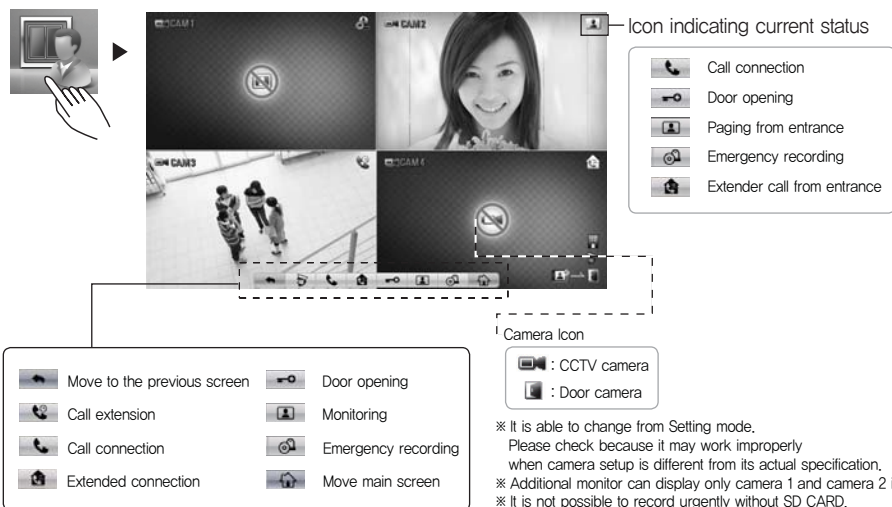 CAM1
CAM2
Icon indicating current status
Call connection
Door opening
Paging from entrance
Emergency recording
Extender call from entrance
CAM3
CAM4
Camera Icon
: CCTV camera
: Door camera
Move to the previous screen
Door opening
Call extension
Monitoring
Call connection
Emergency recording
Extended connection
Move main screen
※ It is able to change from Setting mode.
Please check because it may work improperly
when camera setup is different from its actual specification.
※ Additional monitor can display only camera 1 and camera 2
※ It is not possible to record urgently without SD CARD.